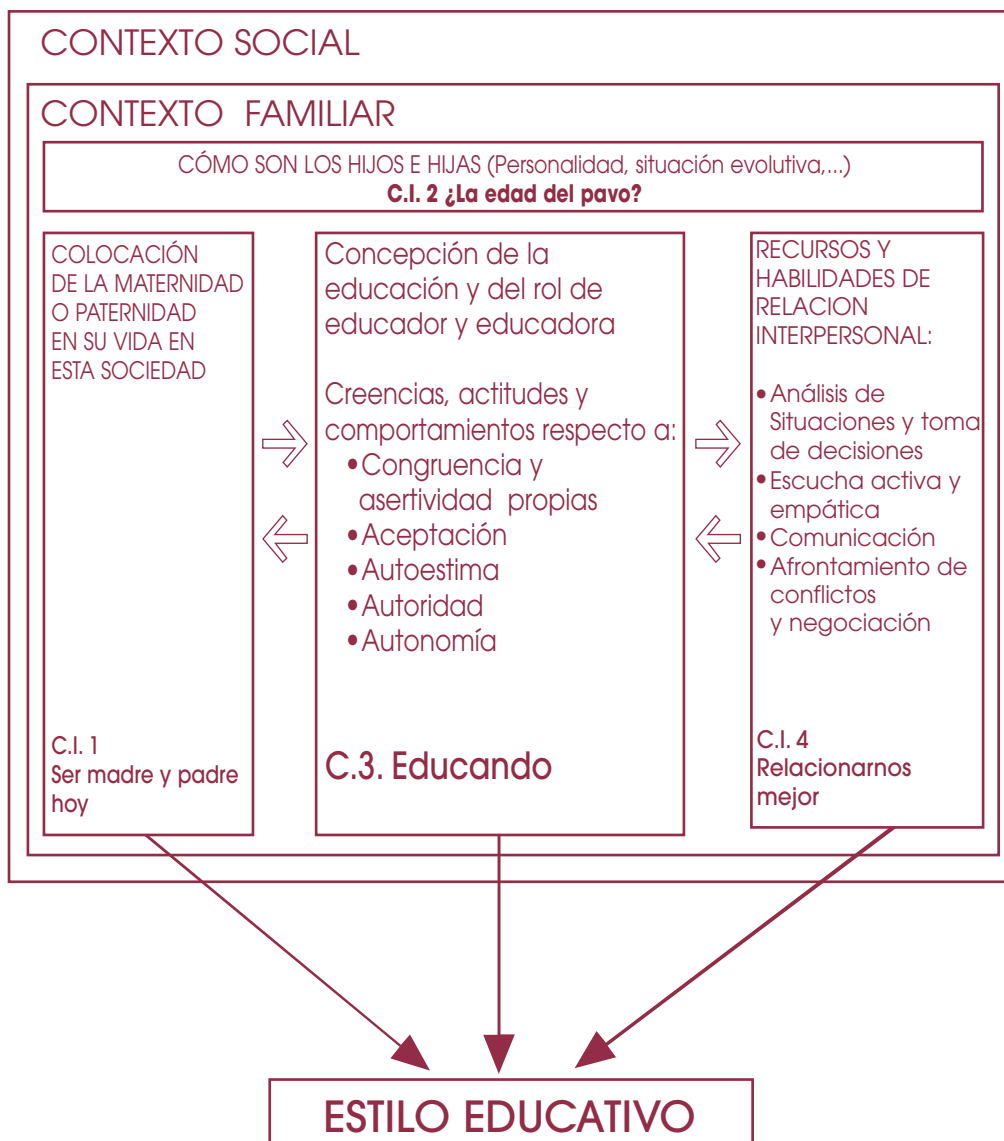 CONTEXTO SOCIAL
CONTEXTO FAMILIAR
CÓMO SON LOS HIJOS E HIJAS (Personalidad, situación evolutiva,...)
C.I. 2 ¿La edad del pavo?
COLOCACIÓN
DE LA MATERNIDAD
O PATERNIDAD
EN SU VIDA EN
ESTA SOCIEDAD
C.I. 1
Ser madre y padre
hoy
Concepción de la
educación y del rol de
educador y educadora
Creencias, actitudes y
comportamientos respecto a:
•Congruencia y
asertividad propias
•Aceptación
•Autoestima
•Autoridad
•Autonomía
C.3. Educando
RECURSOS Y
HABILIDADES DE
RELACION
INTERPERSONAL:
•Análisis de
Situaciones y toma
de decisiones
•Escucha activa y
empática
•Comunicación
•Afrontamiento de
conflictos
y negociación
C.I. 4
Relacionarnos
mejor
ESTILO EDUCATIVO